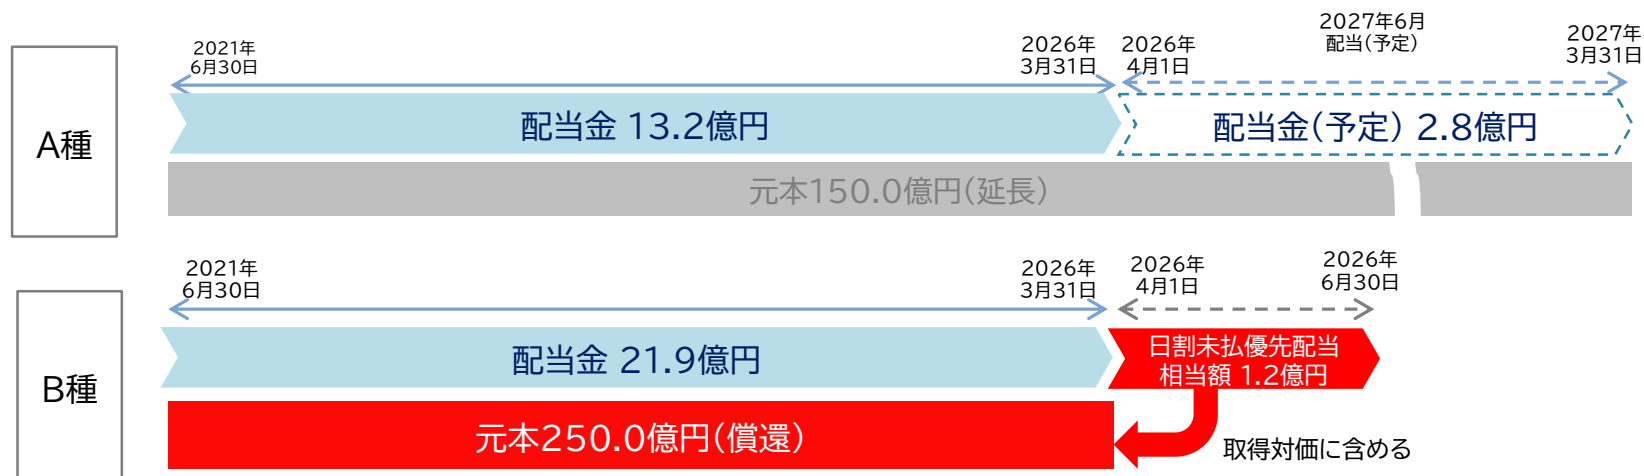 2021年
6月30日
2026年
3月31日
2026年
4月1日
2027年6月
配当(予定)
2027年
3月31日
A種
配当金 13.2億円
配当金(予定) 2.8億円
元本150.0億円(延長)
2021年
6月30日
2026年
3月31日
2026年
4月1日
2026年
6月30日
B種
配当金 21.9億円
日割未払優先配当
相当額 1.2億円
元本250.0億円(償還)
取得対価に含める